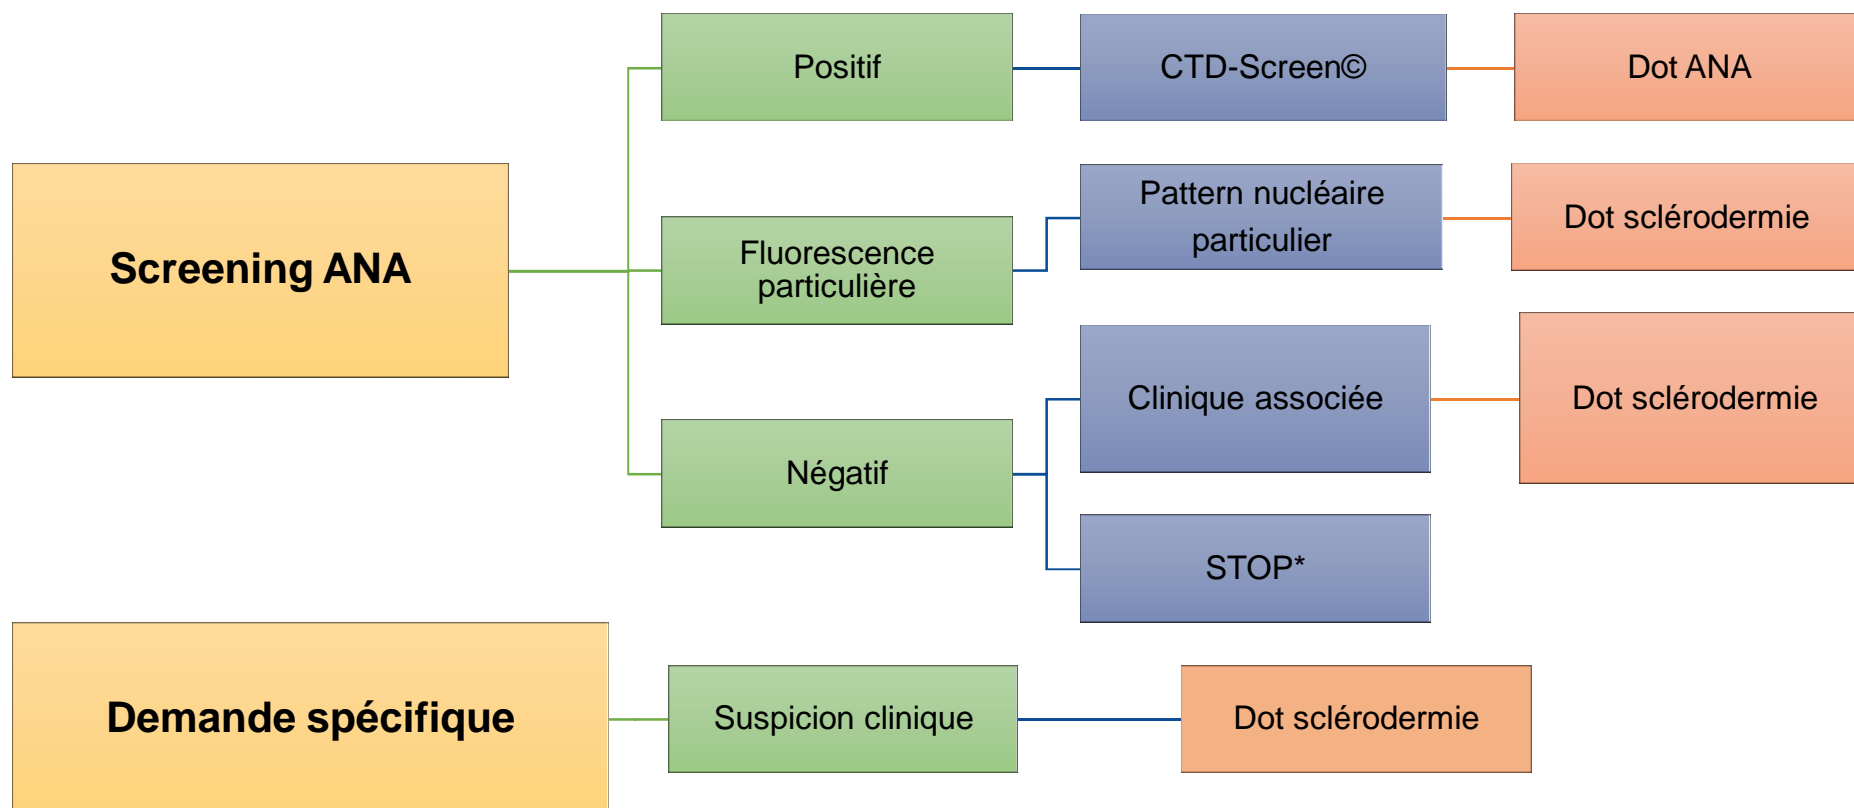 Positif
CTD-Screen©
Dot ANA
Screening ANA
Fluorescence
particulière
Pattern nucléaire
particulier
Dot sclérodermie
Négatif
Clinique associée
Dot sclérodermie
STOP*
Demande spécifique
Suspicion clinique
Dot sclérodermie